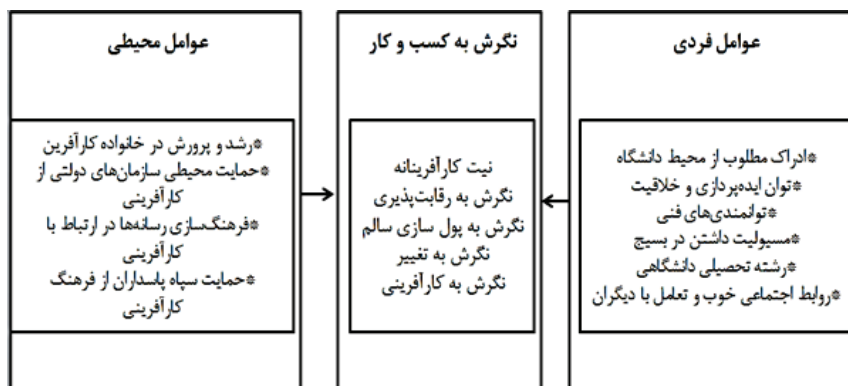 عوامل فردی
*ادراک مطلوب از محیط دانشگاه
*توان ایده‌پردازی و خلاقیت
*توانمندی‌های فنی
*مسیولیت داشتن در بسیج
*رشته تحصیلی دانشگاهی
*روابط اجتماعی خوب و تعامل با دیگران
نگرش به کسب و کار
نیت کارآفرینانه
نگرش به رقابت‌پذیری
نگرش به پول سازی سالم
نگرش به تغییر
نگرش به کارآفرینی
عوامل محیطی
*رشد و پرورش در خانواده کارآفرین
*حمایت محیطی سازمان‌های دولتی از
کارآفرینی
*فرهنگ‌سازی رسانه‌ها در ارتباط با
کارآفرینی
*حمایت سپاه پاسداران از فرهنگ
کارآفرینی